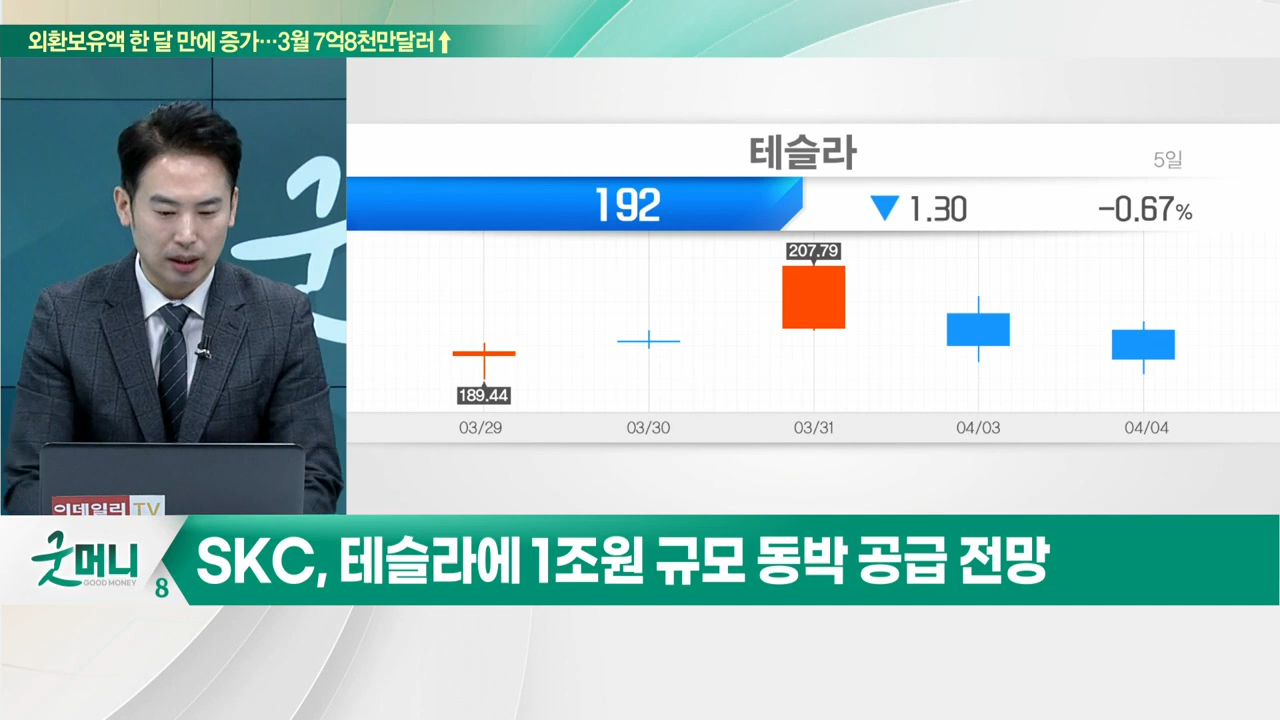 외환보유액 한 달 만에 증가…3월 7억8천만달러⬆
테슬라
5일
192
▼ 1.30
-0.67%
207.79
189.44
03/29
03/30
03/31
04/03
04/04
이데일리 TV
굿머니
GOOD MONEY
8
SKC, 테슬라에 1조원 규모 동박 공급 전망